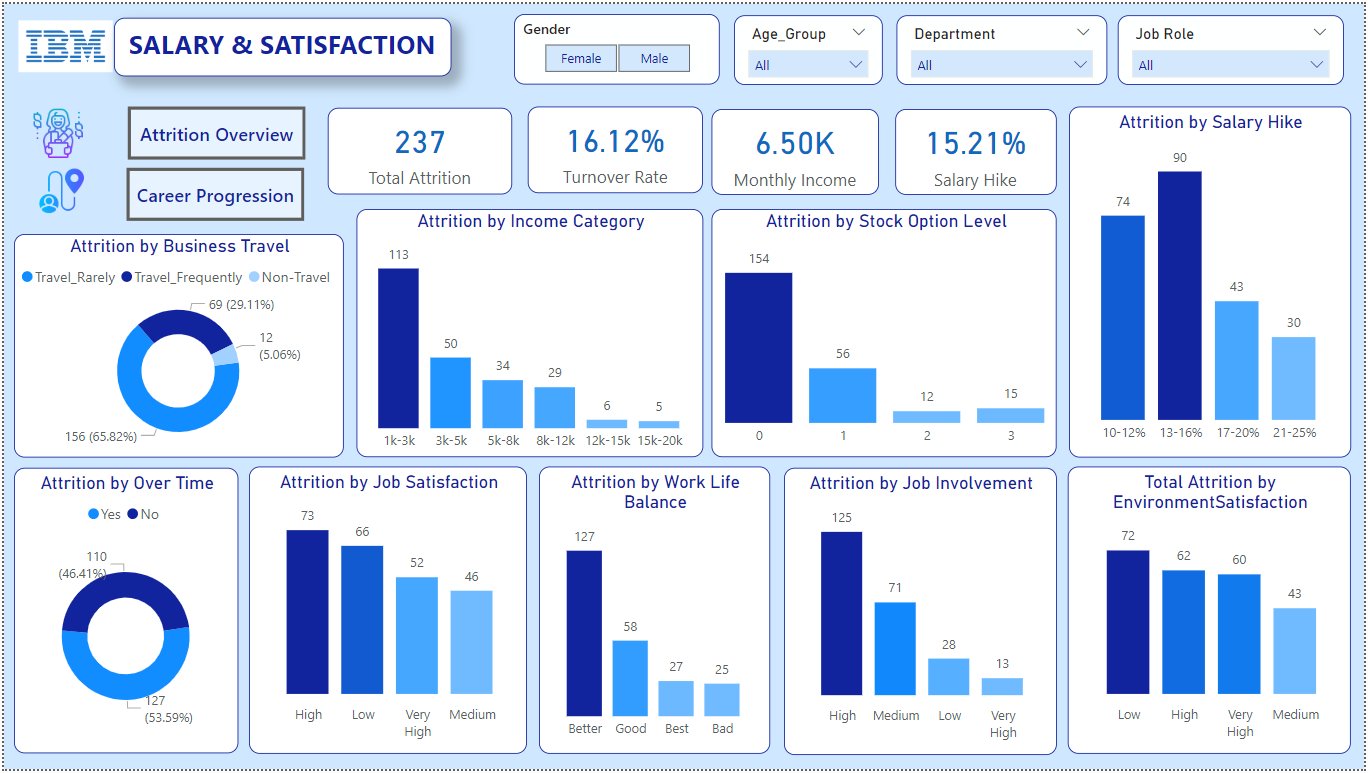 IBM
SALARY & SATISFACTION
Gender
Female
Male
Age_Group
All
Department
All
Job Role
All
Attrition Overview
Career Progression
237
Total Attrition
16.12%
Turnover Rate
6.50K
Monthly Income
15.21%
Salary Hike
Attrition by Salary Hike
90
74
43
30
10-12%
13-16%
17-20%
21-25%
Attrition by Business Travel
Travel_Rarely
Travel_Frequently
Non-Travel
69 (29.11%)
12
(5.06%)
156 (65.82%)
Attrition by Income Category
113
50
34
29
6
5
1k-3k
3k-5k
5k-8k
8k-12k
12k-15k
15k-20k
Attrition by Stock Option Level
154
56
12
15
0
1
2
3
Attrition by Over Time
Yes
No
110
(46.41%)
127
(53.59%)
Attrition by Job Satisfaction
73
66
52
46
High
Low
Very
High
Medium
Attrition by Work Life
Balance
127
58
27
25
Better
Good
Best
Bad
Attrition by Job Involvement
125
71
28
13
High
Medium
Low
Very
High
Total Attrition by
EnvironmentSatisfaction
72
62
60
43
Low
High
Very
High
Medium